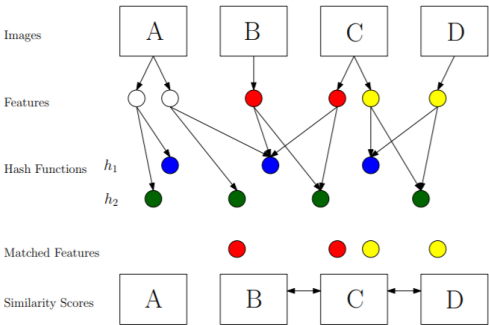 Images A B C D
Features
Hash Functions h₁
h₂
Matched Features
Similarity Scores A B C D